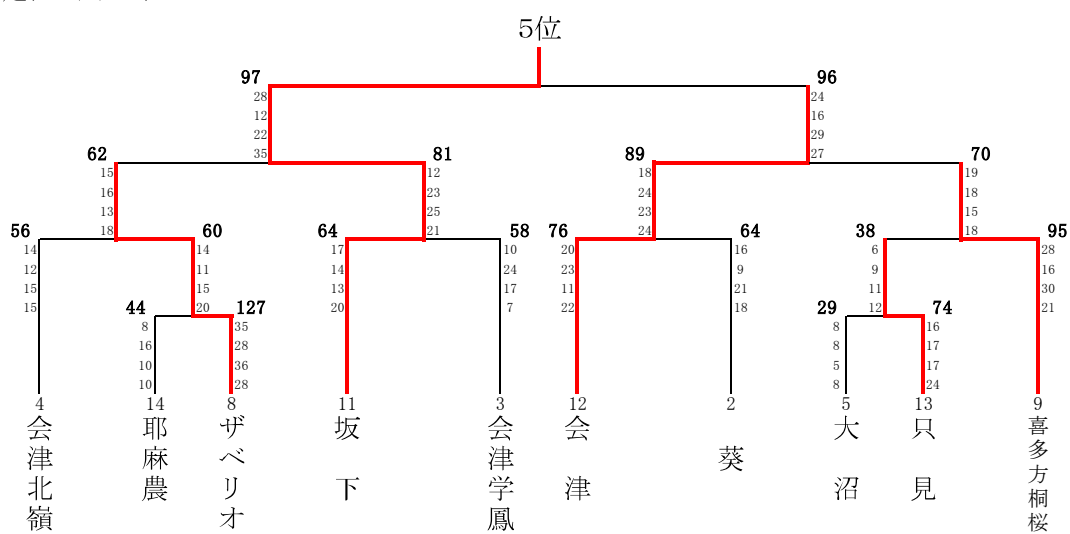 5位
97 96
28 24
12 16
22 29
35 27
62 81 89 70
15 12 18 19
16 23 24 18
13 25 23 15
18 21 24 18
56 60 64 58 76 64 38 95
14 14 17 10 20 16 6 28
12 11 14 24 23 9 9 16
15 15 13 17 11 21 11 30
15 20 20 7 22 18 12 21
44 127 29 74
8 35 8 16
16 28 8 17
10 36 5 17
10 28 8 24
4 14 8 11 3 12 2 5 13 9
会津北嶺
耶麻農
ザベリオ
坂下
会津学鳳
会津
葵
大沼
只見
喜多方桐桜